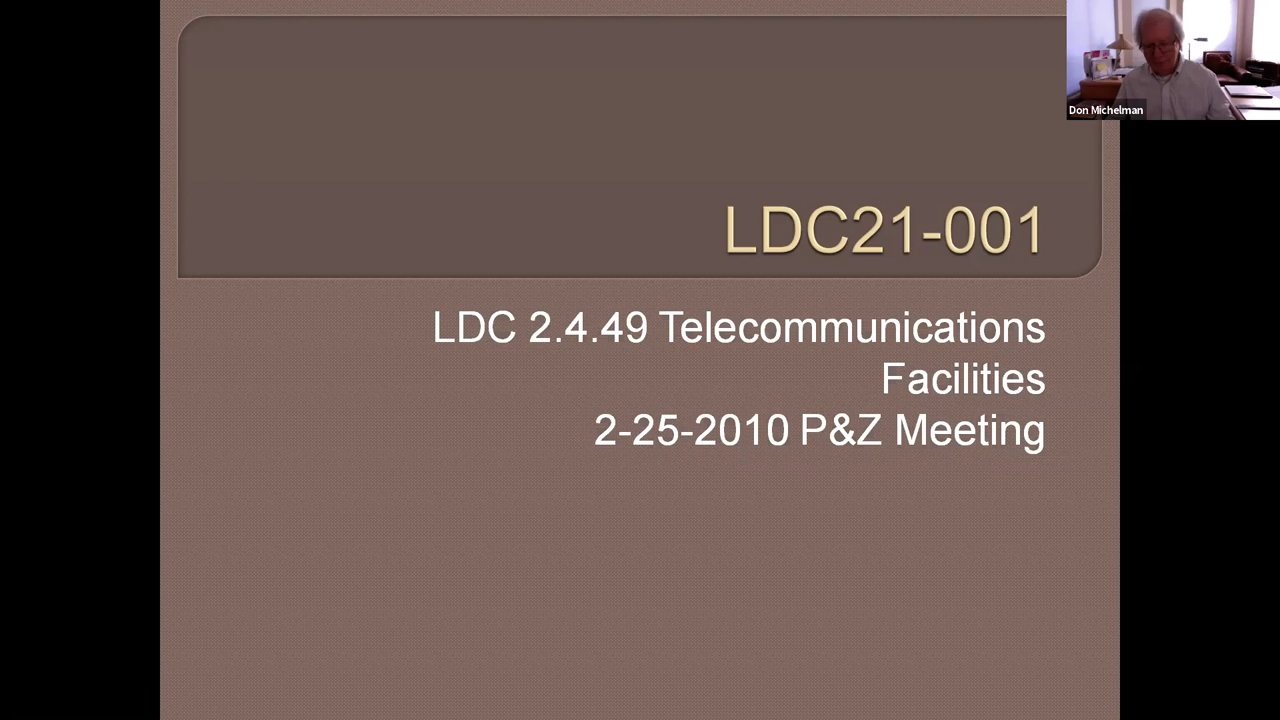 Don Michelman
LDC21-001
LDC 2.4.49 Telecommunications
Facilities
2-25-2010 P&Z Meeting